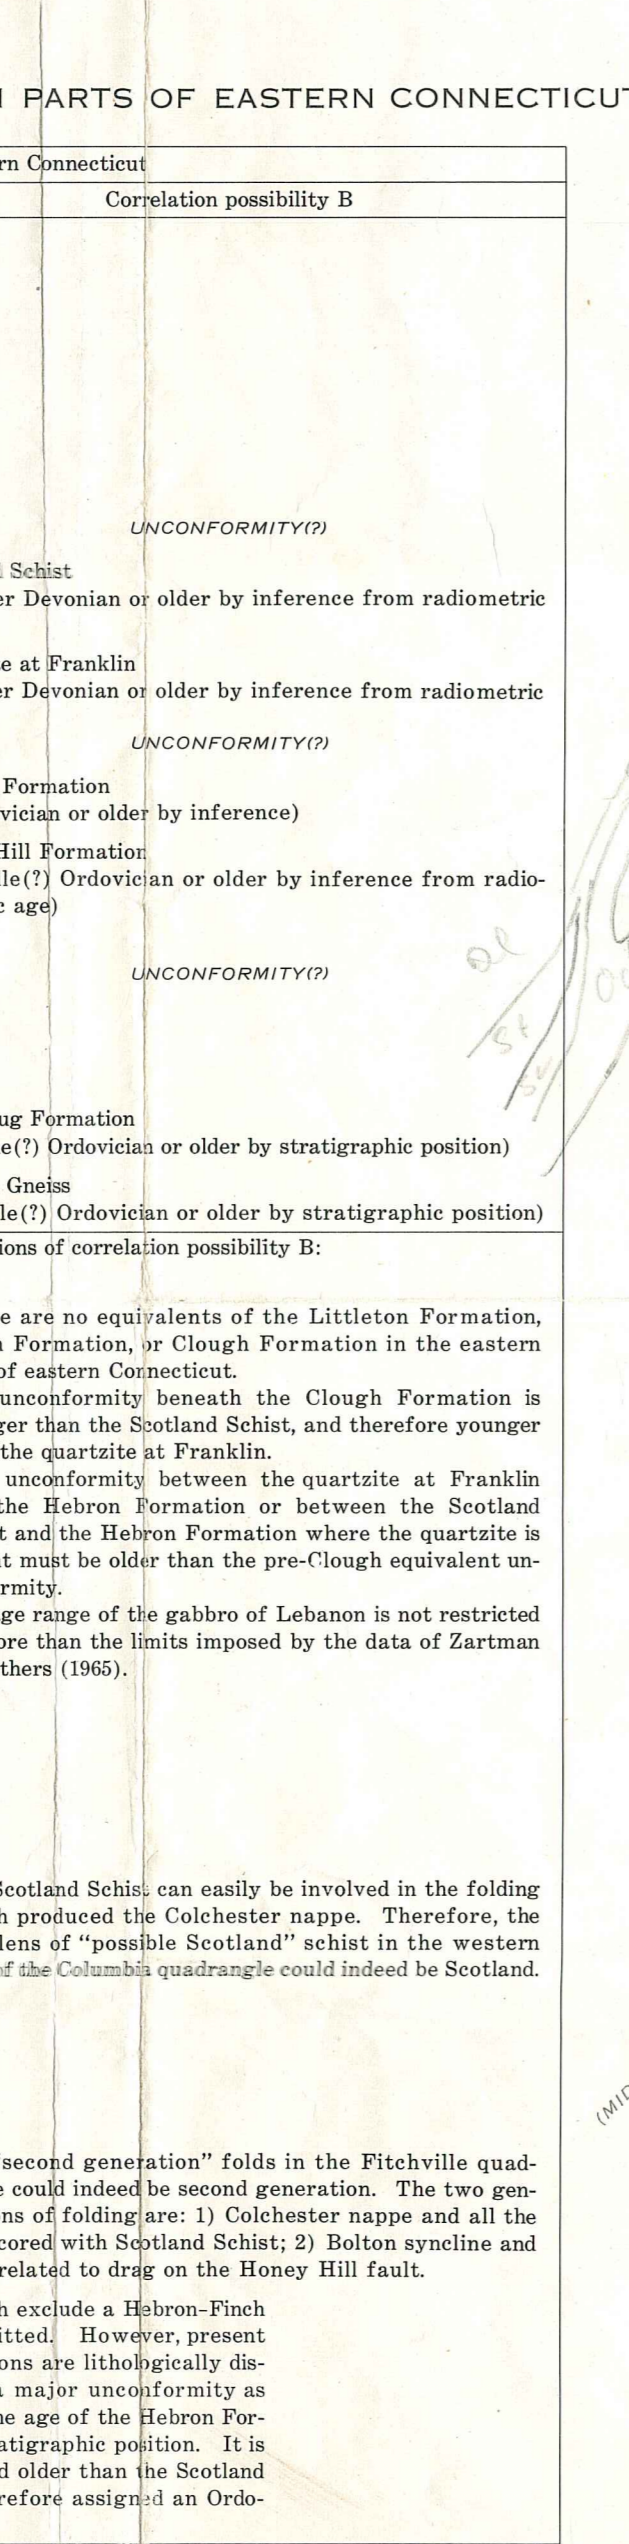 PARTS OF EASTERN CONNECTICUT
rn Connecticut
Correlation possibility B
UNCONFORMITY(?)
Schist
er Devonian or older by inference from radiometric
e at Franklin
er Devonian or older by inference from radiometric
UNCONFORMITY(?)
Formation
vician or older by inference)
Hill Formation
le(?) Ordovician or older by inference from radio-
c age)
UNCONFORMITY(?)
ug Formation
e(?) Ordovician or older by stratigraphic position)
Gneiss
le(?) Ordovician or older by stratigraphic position)
ions of correlation possibility B:
e are no equivalents of the Littleton Formation,
n Formation, or Clough Formation in the eastern
of eastern Connecticut.
unconformity beneath the Clough Formation is
ger than the Scotland Schist, and therefore younger
the quartzite at Franklin.
unconformity between the quartzite at Franklin
the Hebron Formation or between the Scotland
t and the Hebron Formation where the quartzite is
t must be older than the pre-Clough equivalent un-
rmity.
ge range of the gabbro of Lebanon is not restricted
ore than the limits imposed by the data of Zartman
thers (1965).
Scotland Schist can easily be involved in the folding
h produced the Colchester nappe. Therefore, the
lens of "possible Scotland" schist in the western
of the Columbia quadrangle could indeed be Scotland.
(MID
"second generation" folds in the Fitchville quad-
e could indeed be second generation. The two gen-
ns of folding are: 1) Colchester nappe and all the
cored with Scotland Schist; 2) Bolton syncline and
related to drag on the Honey Hill fault.
h exclude a Hebron-Finch
itted. However, present
ons are lithologically dis-
a major unconformity as
he age of the Hebron For-
atigraphic position. It is
d older than the Scotland
refore assigned an Ordo-